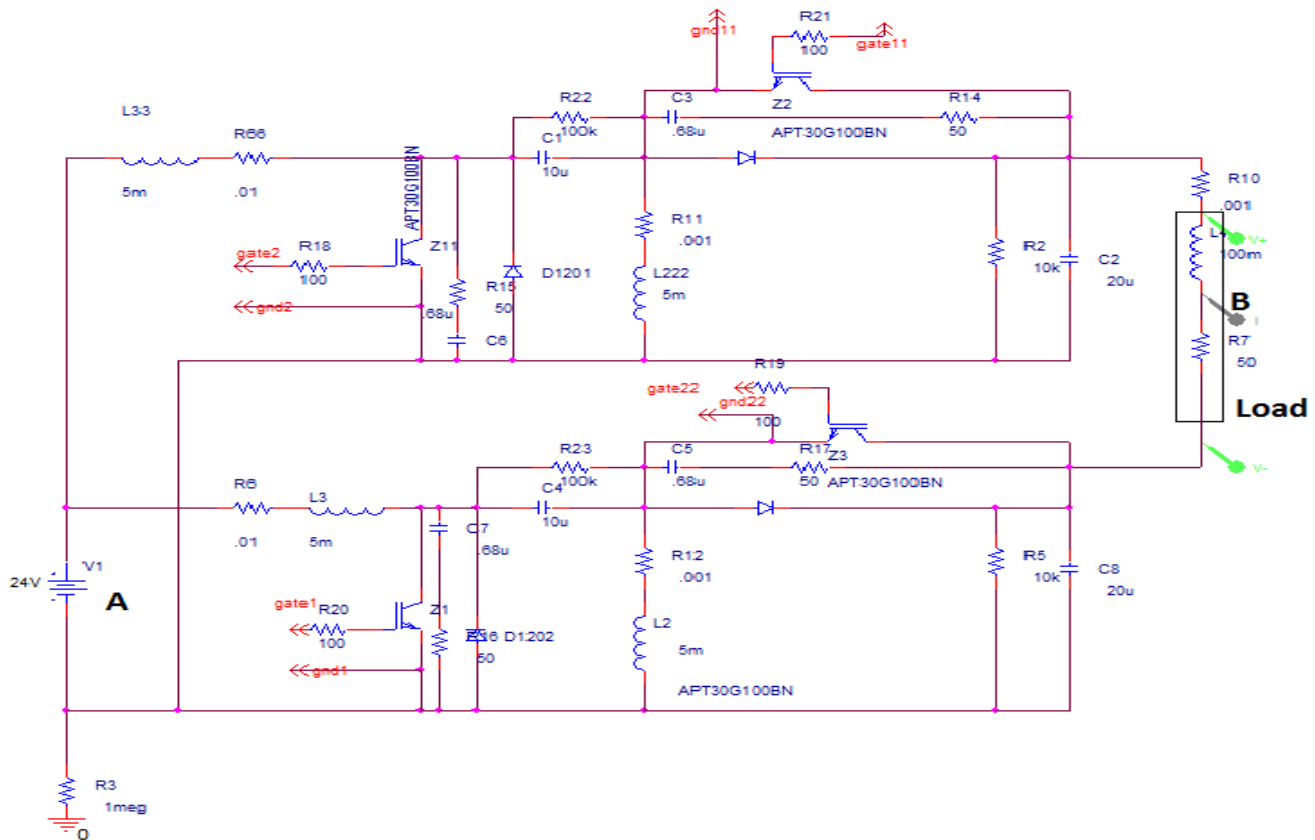 gnd11
R21
100
gate11
L33
5m
R66
.01
APT30G100BN
R22
100k
C1
10u
C3
.68u
Z2
APT30G100BN
R14
50
R10
.001
V+
L4
100m
B
I
R7
50
Load
V-
gate2
R18
100
gnd2
Z11
R15
50
.68u
C6
D1201
R11
.001
L222
5m
R2
10k
C2
20u
gate22
R19
100
gnd22
Z3
APT30G100BN
R23
100k
C4
10u
C5
.68u
R17
50
R6
.01
L3
5m
C7
.68u
24V
V1
A
gate1
R20
100
gnd1
Z1
R16
50
D1202
R12
.001
L2
5m
APT30G100BN
R5
10k
C8
20u
R3
1meg
0